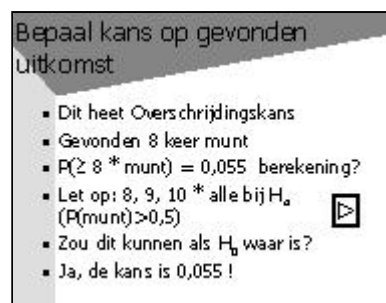 Bepaal kans op gevonden
uitkomst
▪ Dit heet Overschrijdingskans
▪ Gevonden 8 keer munt
▪ P(≥ 8 * munt) = 0,055 berekening?
▪ Let op: 8, 9, 10 * alle bij Hₐ
(P(munt)>0,5)
▪ Zou dit kunnen als H₀ waar is?
▪ Ja, de kans is 0,055 !